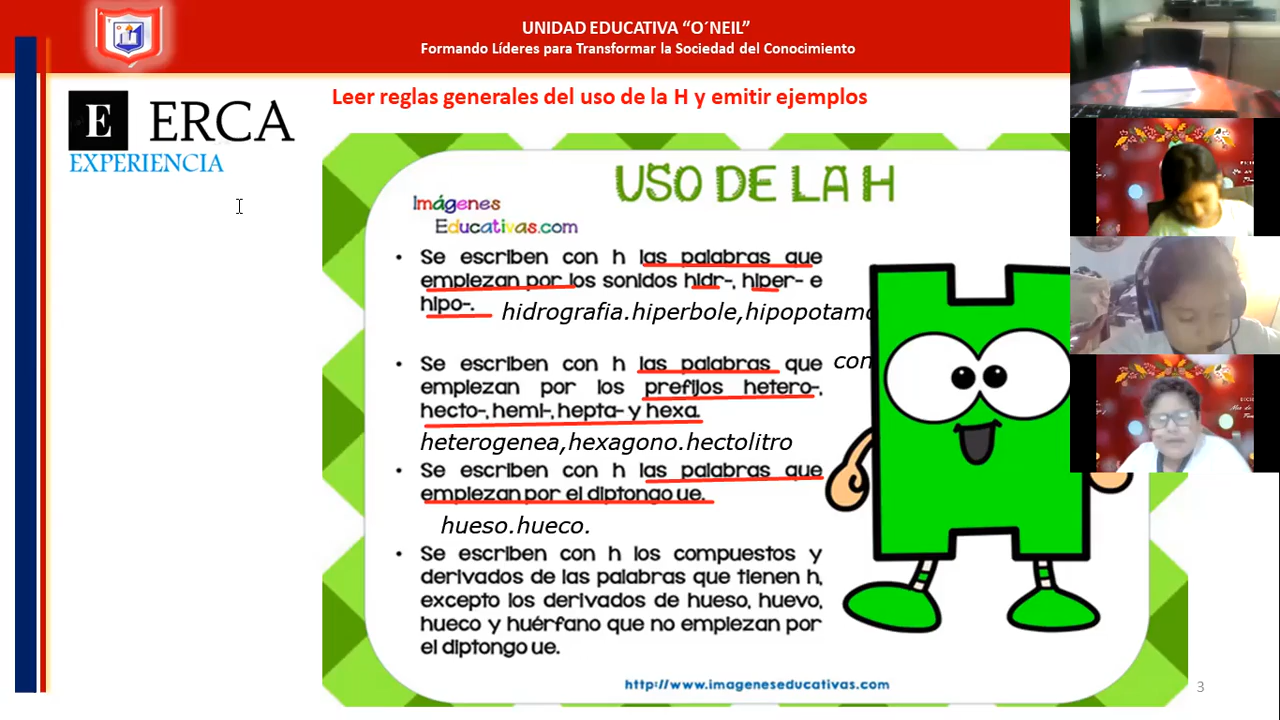 UNIDAD EDUCATIVA “O´NEIL”
Formando Líderes para Transformar la Sociedad del Conocimiento
Leer reglas generales del uso de la H y emitir ejemplos
E ERCA
EXPERIENCIA
USO DE LA H
Imágenes
Educativas.com
• Se escriben con h las palabras que
empiezan por los sonidos hidr-, hiper- e
hipo-.
hidrografia.hiperbole,hipopotamo
• Se escriben con h las palabras que
con
empiezan por los prefijos hetero-,
hecto-, hemi-, hepta- y hexa.
heterogenea,hexagono.hectolitro
• Se escriben con h las palabras que
empiezan por el diptongo ue.
hueso.hueco.
• Se escriben con h los compuestos y
derivados de las palabras que tienen h,
excepto los derivados de hueso, huevo,
hueco y huérfano que no empiezan por
el diptongo ue.
http://www.imageneseducativas.com
3